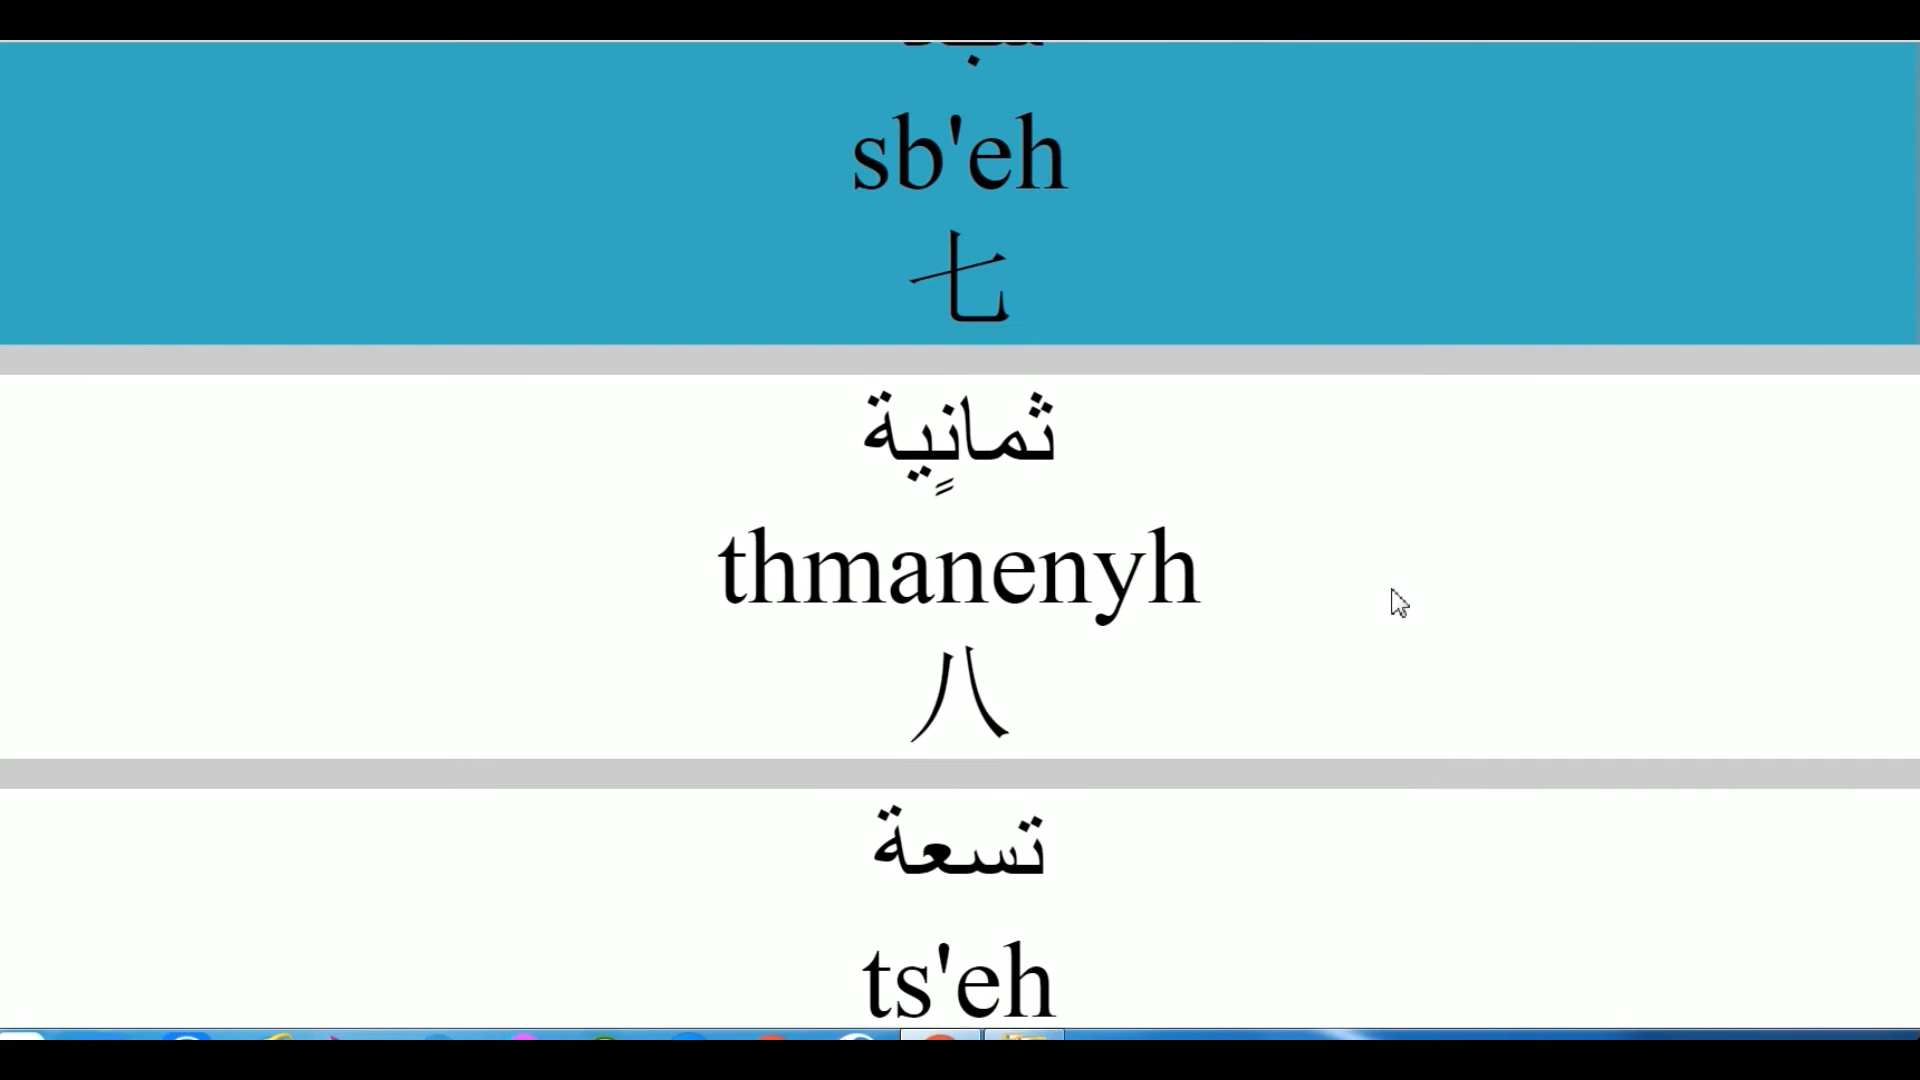 sb'eh
七
ثمانٍية
thmanenyh
八
تسعة
ts'eh